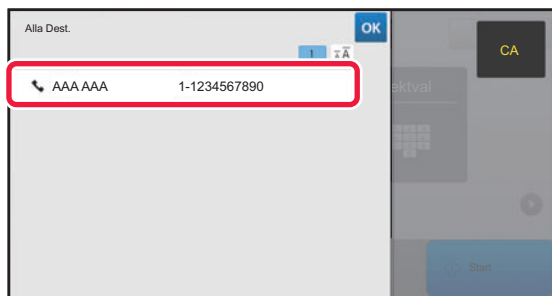 Alla Dest.
OK
CA
1
AAA AAA 1-1234567890
ektval
Start